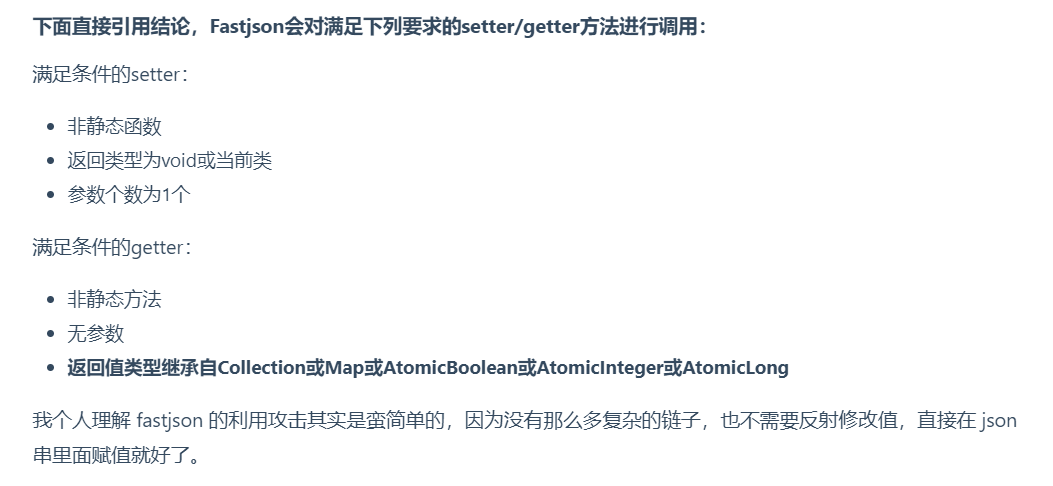 下面直接引用结论，Fastjson会对满足下列要求的setter/getter方法进行调用：
满足条件的setter：
非静态函数
返回类型为void或当前类
参数个数为1个
满足条件的getter：
非静态方法
无参数
返回值类型继承自Collection或Map或AtomicBoolean或AtomicInteger或AtomicLong
我个人理解 fastjson 的利用攻击其实是蛮简单的，因为没有那么多复杂的链子，也不需要反射修改值，直接在 json
串里面赋值就好了。